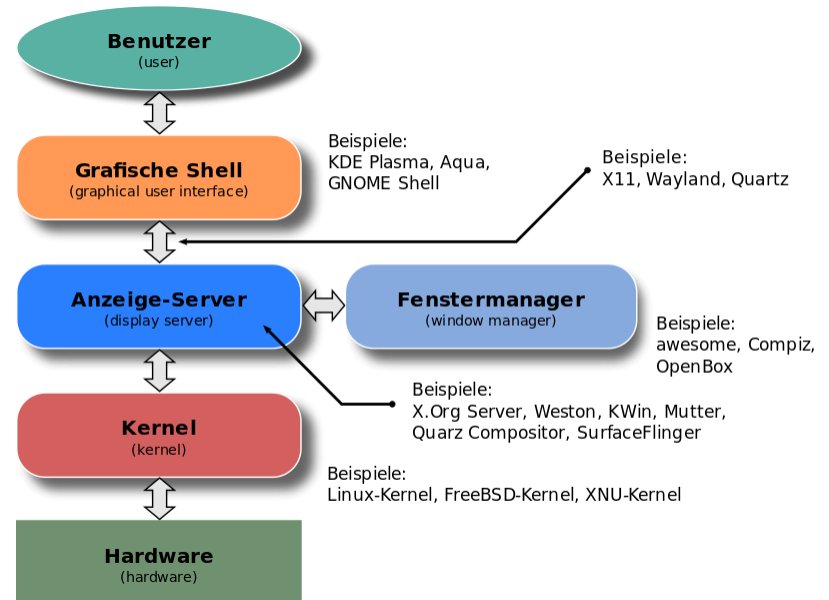 Benutzer
(user)
Grafische Shell
(graphical user interface)
Beispiele:
KDE Plasma, Aqua,
GNOME Shell
Beispiele:
X11, Wayland, Quartz
Anzeige-Server
(display server)
Fenstermanager
(window manager)
Beispiele:
awesome, Compiz,
OpenBox
Beispiele:
X.Org Server, Weston, KWin, Mutter,
Quarz Compositor, SurfaceFlinger
Kernel
(kernel)
Beispiele:
Linux-Kernel, FreeBSD-Kernel, XNU-Kernel
Hardware
(hardware)